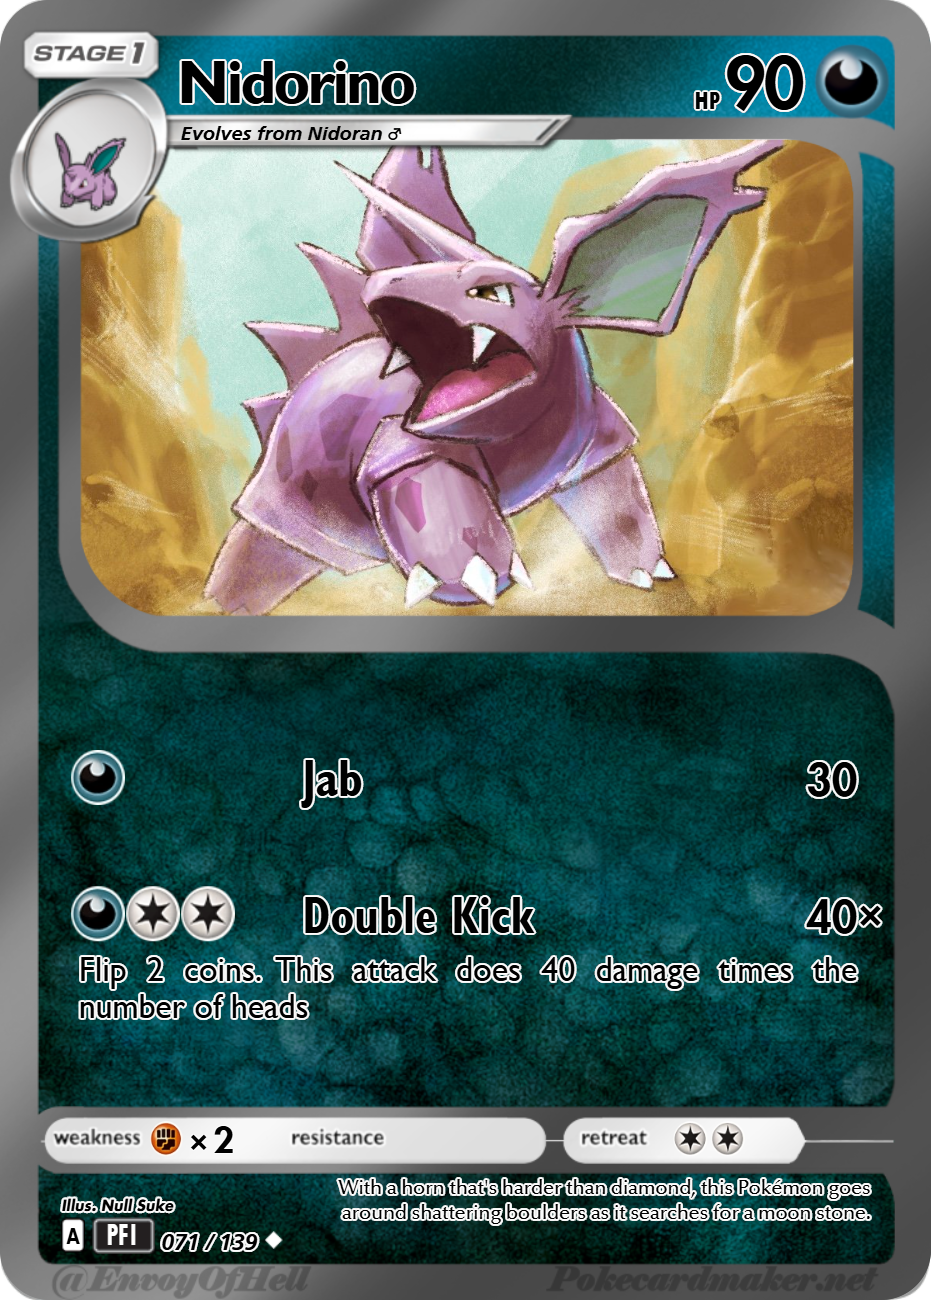 STAGE 1
Nidorino
HP 90
Evolves from Nidoran ♂
Jab 30
Double Kick 40×
Flip 2 coins. This attack does 40 damage times the
number of heads
weakness × 2 resistance retreat
With a horn that's harder than diamond, this Pokémon goes
around shattering boulders as it searches for a moon stone.
Illus. Null Suke
A PFI 071 / 139
@EnvoyOfHell Pokecardmaker.net